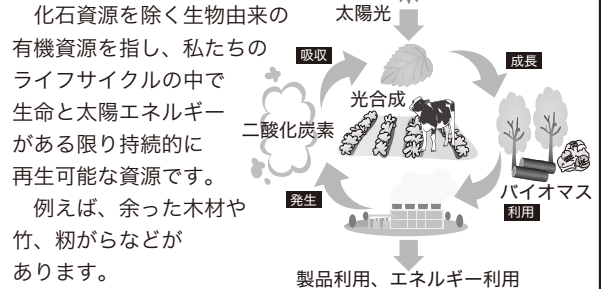 化石資源を除く生物由来の
有機資源を指し、私たちの
ライフサイクルの中で
生命と太陽エネルギー
がある限り持続的に
再生可能な資源です。
例えば、余った木材や
竹、籾がらなどが
あります。
太陽光
吸収
成長
光合成
二酸化炭素
バイオマス
発生
利用
製品利用、エネルギー利用